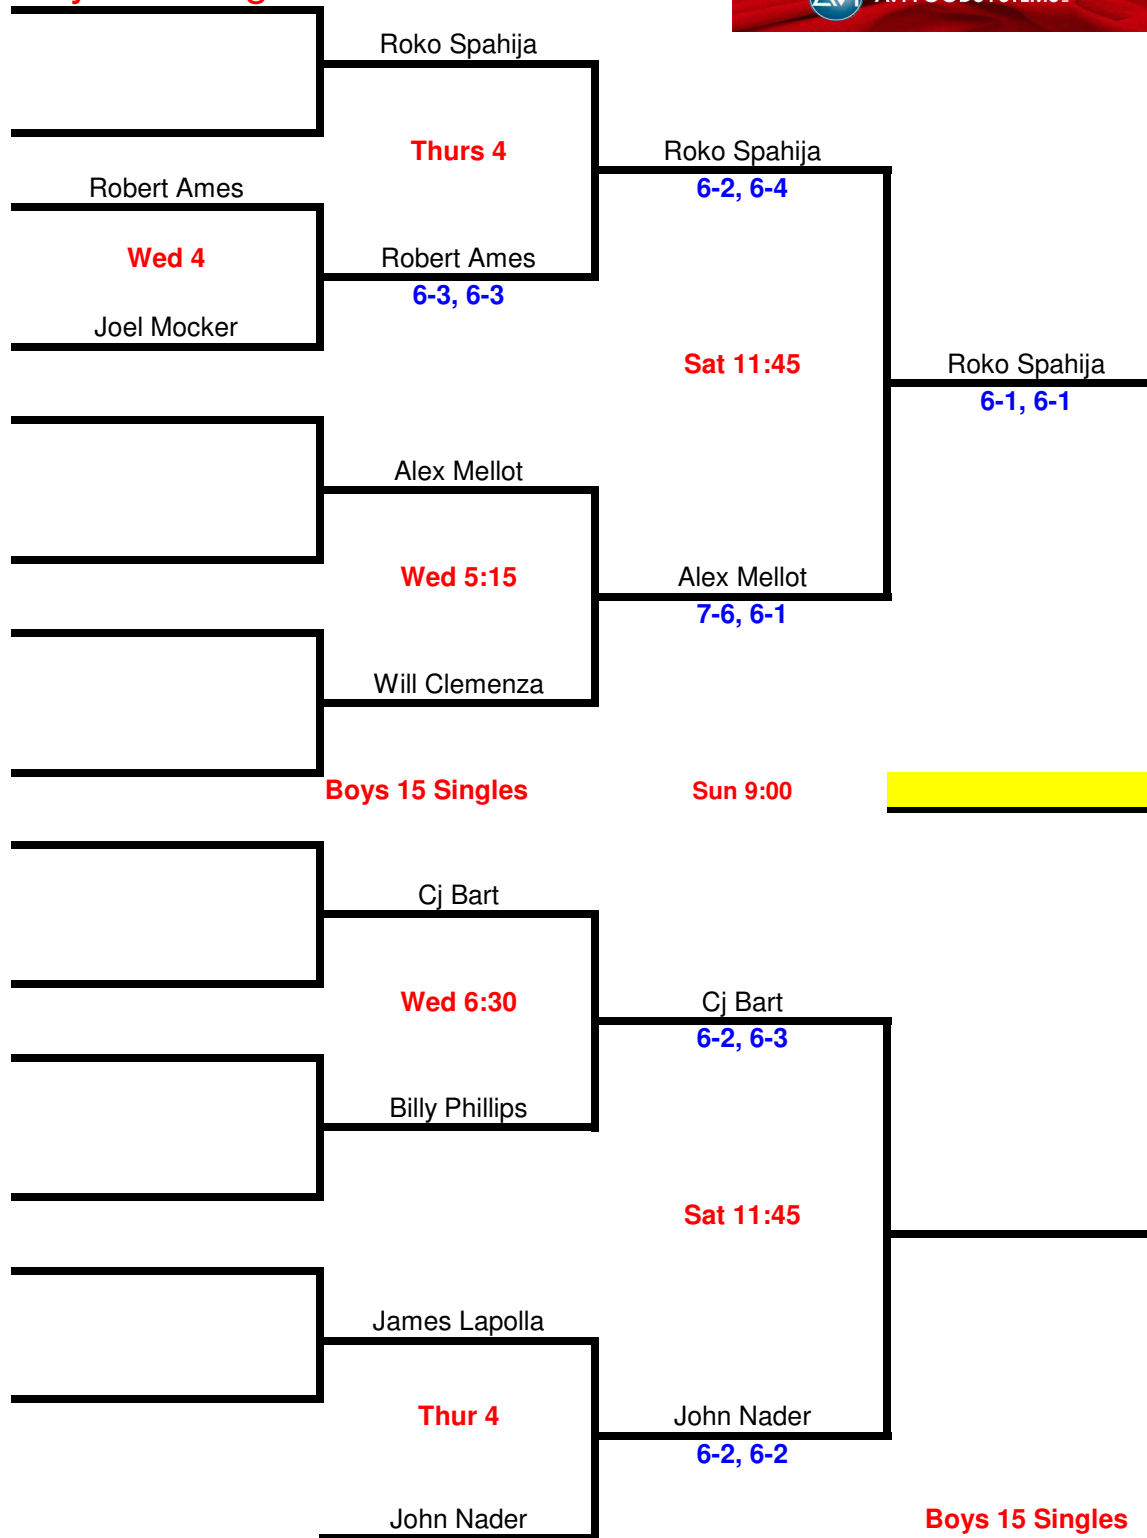 Roko Spahija
Thurs 4
Roko Spahija
6-2, 6-4
Robert Ames
Wed 4
Robert Ames
6-3, 6-3
Joel Mocker
Sat 11:45
Roko Spahija
6-1, 6-1
Alex Mellot
Wed 5:15
Alex Mellot
7-6, 6-1
Will Clemenza
Boys 15 Singles
Sun 9:00
Cj Bart
Wed 6:30
Cj Bart
6-2, 6-3
Billy Phillips
Sat 11:45
James Lapolla
Thur 4
John Nader
6-2, 6-2
John Nader
Boys 15 Singles